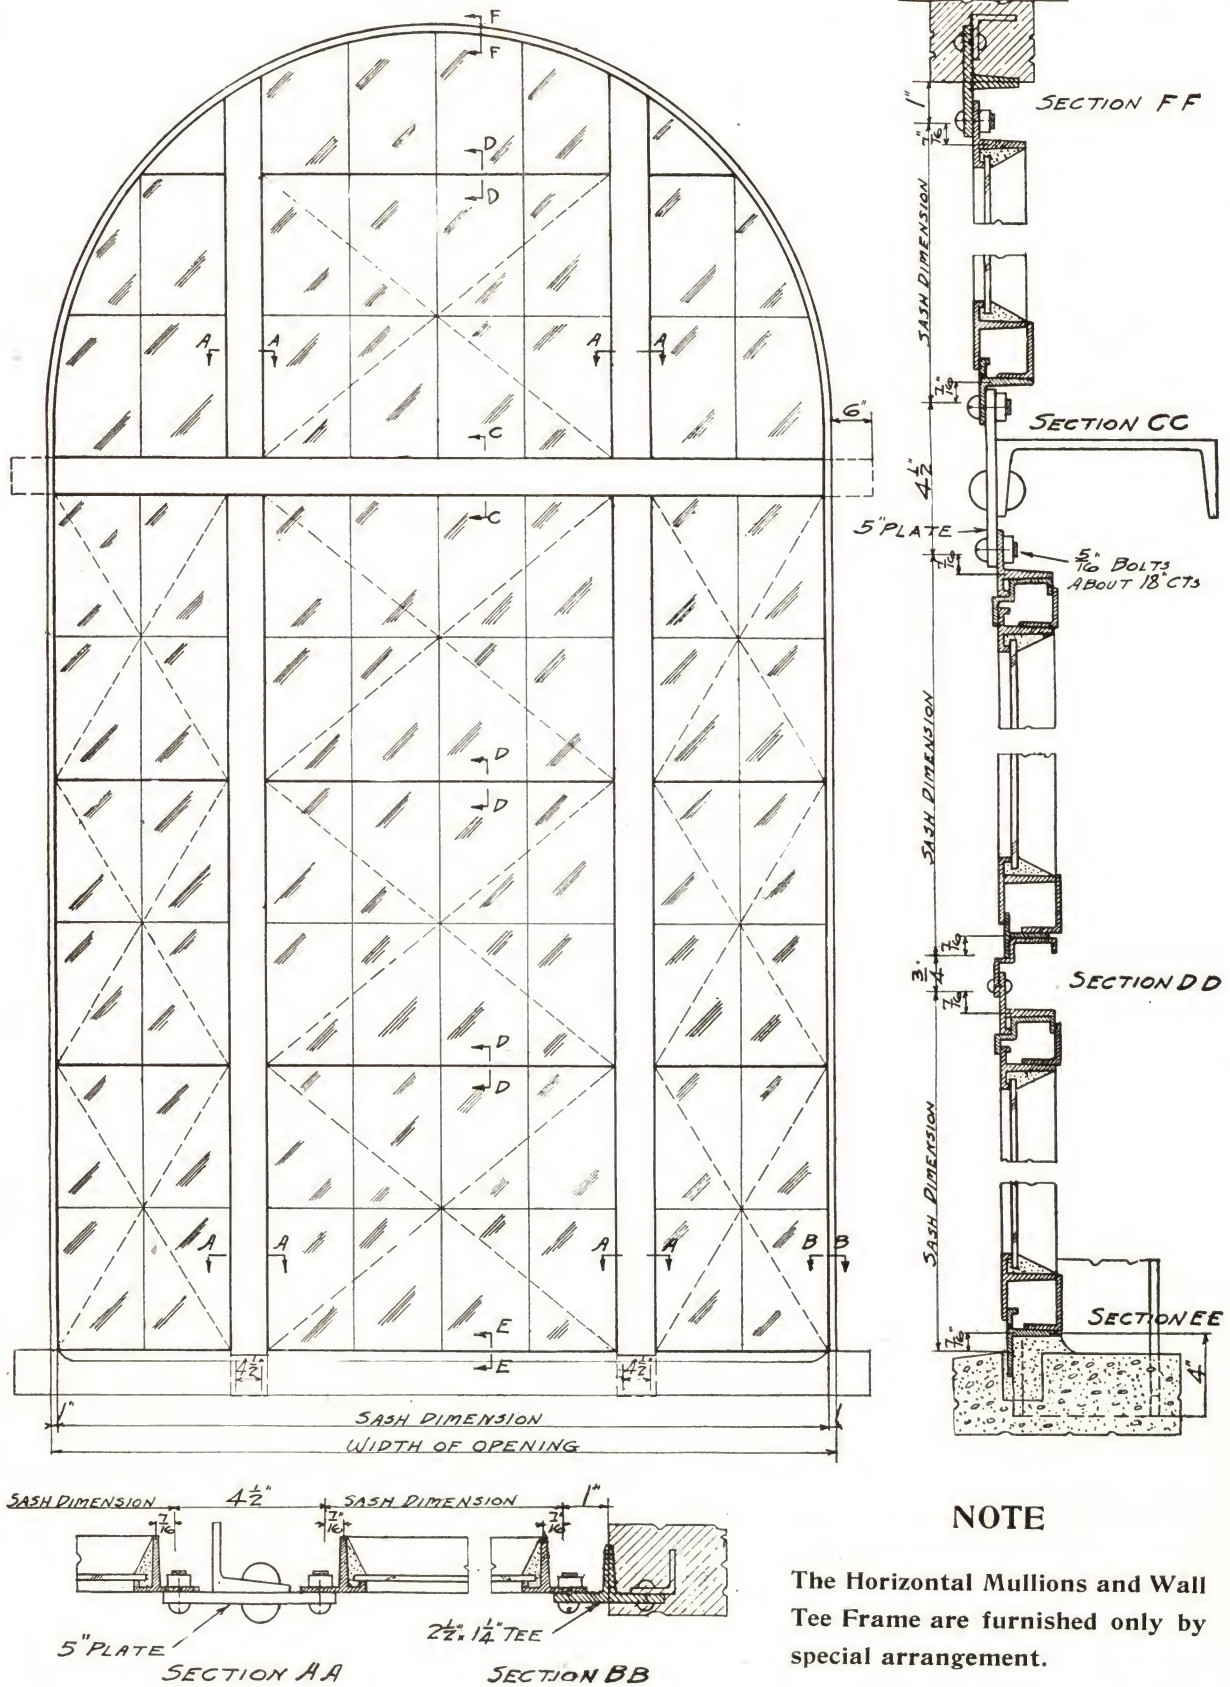 F
F
1"
SECTION FF
7/16"
D
D
SASH DIMENSION
A A A A
7/16"
6"
C
SECTION CC
4 1/2"
C
5" PLATE
5/16" BOLTS
ABOUT 18" CTS
7/16"
SASH DIMENSION
D
D
7/16"
3/4"
SECTION DD
7/16"
D
D
SASH DIMENSION
A A A A B B
E
E
SECTION EE
7/16"
4"
4 1/2" 4 1/2"
1" SASH DIMENSION 1
WIDTH OF OPENING
SASH DIMENSION 4 1/2" SASH DIMENSION 1"
7/16 7/16" 7/16"
5" PLATE
2 1/2" x 1 1/4" TEE
SECTION AA SECTION BB
NOTE
The Horizontal Mullions and Wall
Tee Frame are furnished only by
special arrangement.